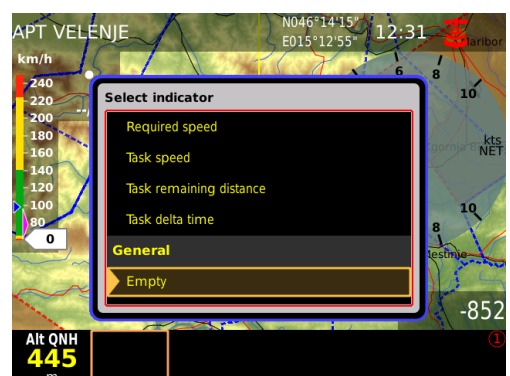 APT VELENJE
N046°14'15"
E015°12'55"
12:31
Maribor
km/h
240
220
200
180
160
140
120
100
80
0
6
8
10
kts
NET
10
8
-852
Select indicator
Required speed
Task speed
Task remaining distance
Task delta time
General
Empty
Alt QNH
445
m
①